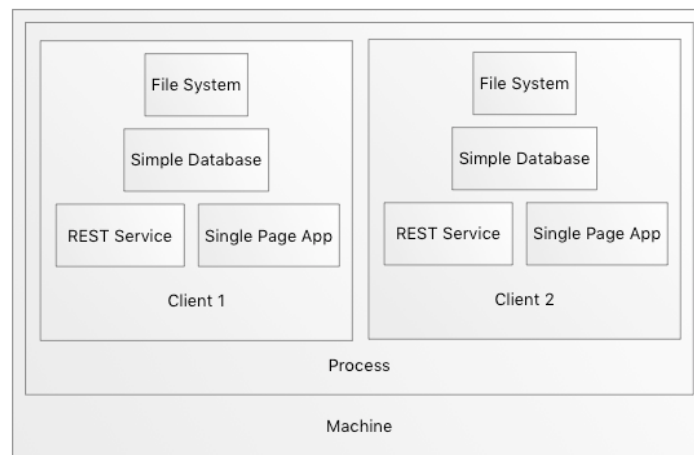 File System
Simple Database
REST Service
Single Page App
Client 1
File System
Simple Database
REST Service
Single Page App
Client 2
Process
Machine